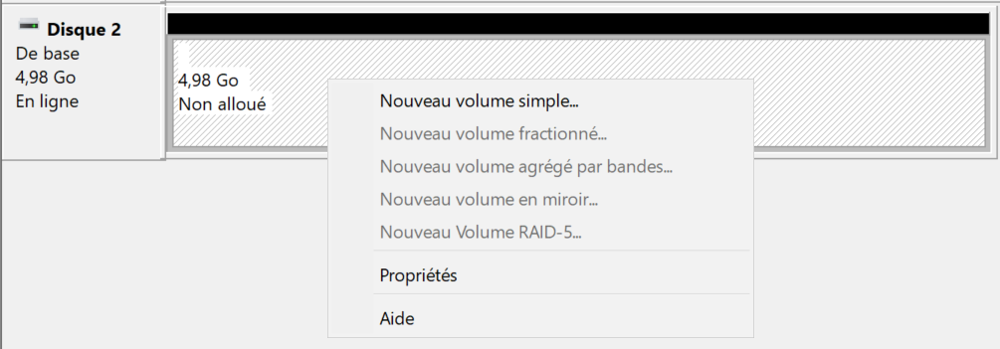 Disque 2
De base
4,98 Go
En ligne
4,98 Go
Non alloué
Nouveau volume simple...
Nouveau volume fractionné...
Nouveau volume agrégé par bandes...
Nouveau volume en miroir...
Nouveau Volume RAID-5...
Propriétés
Aide